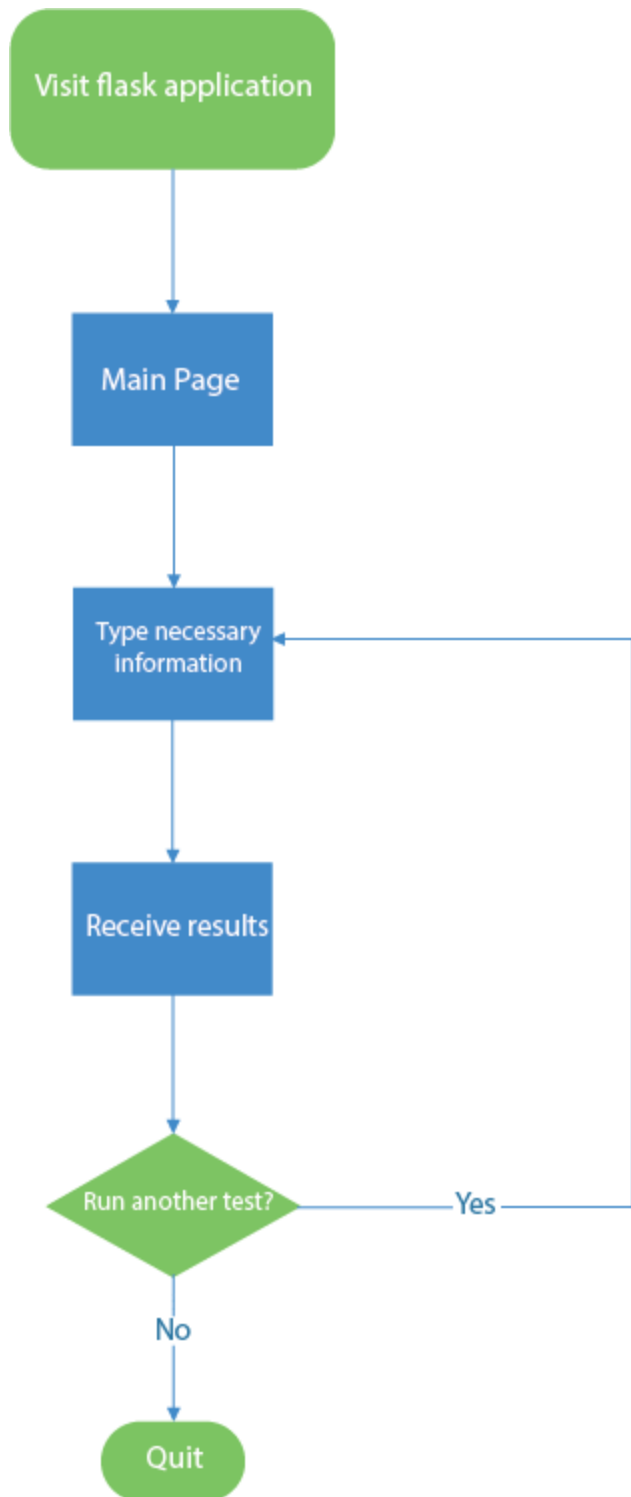 Visit flask application
Main Page
Type necessary
information
Receive results
Run another test?
Yes
No
Quit